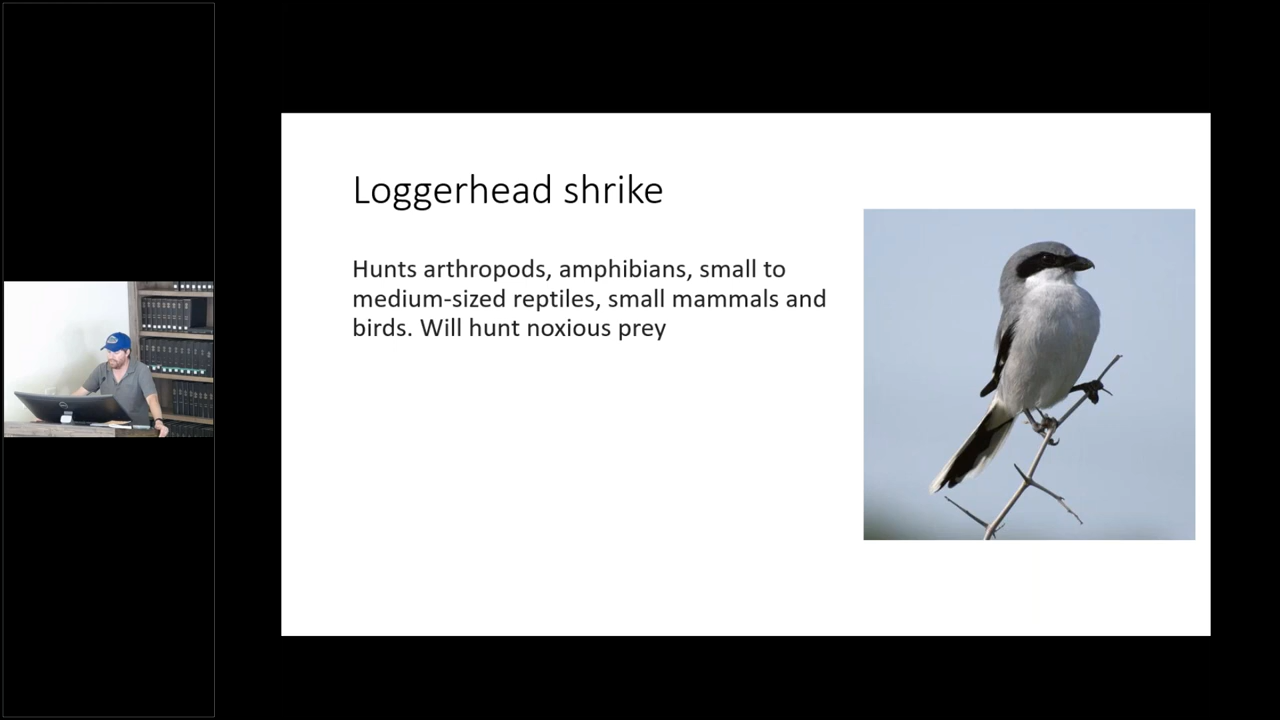 Loggerhead shrike
Hunts arthropods, amphibians, small to
medium-sized reptiles, small mammals and
birds. Will hunt noxious prey